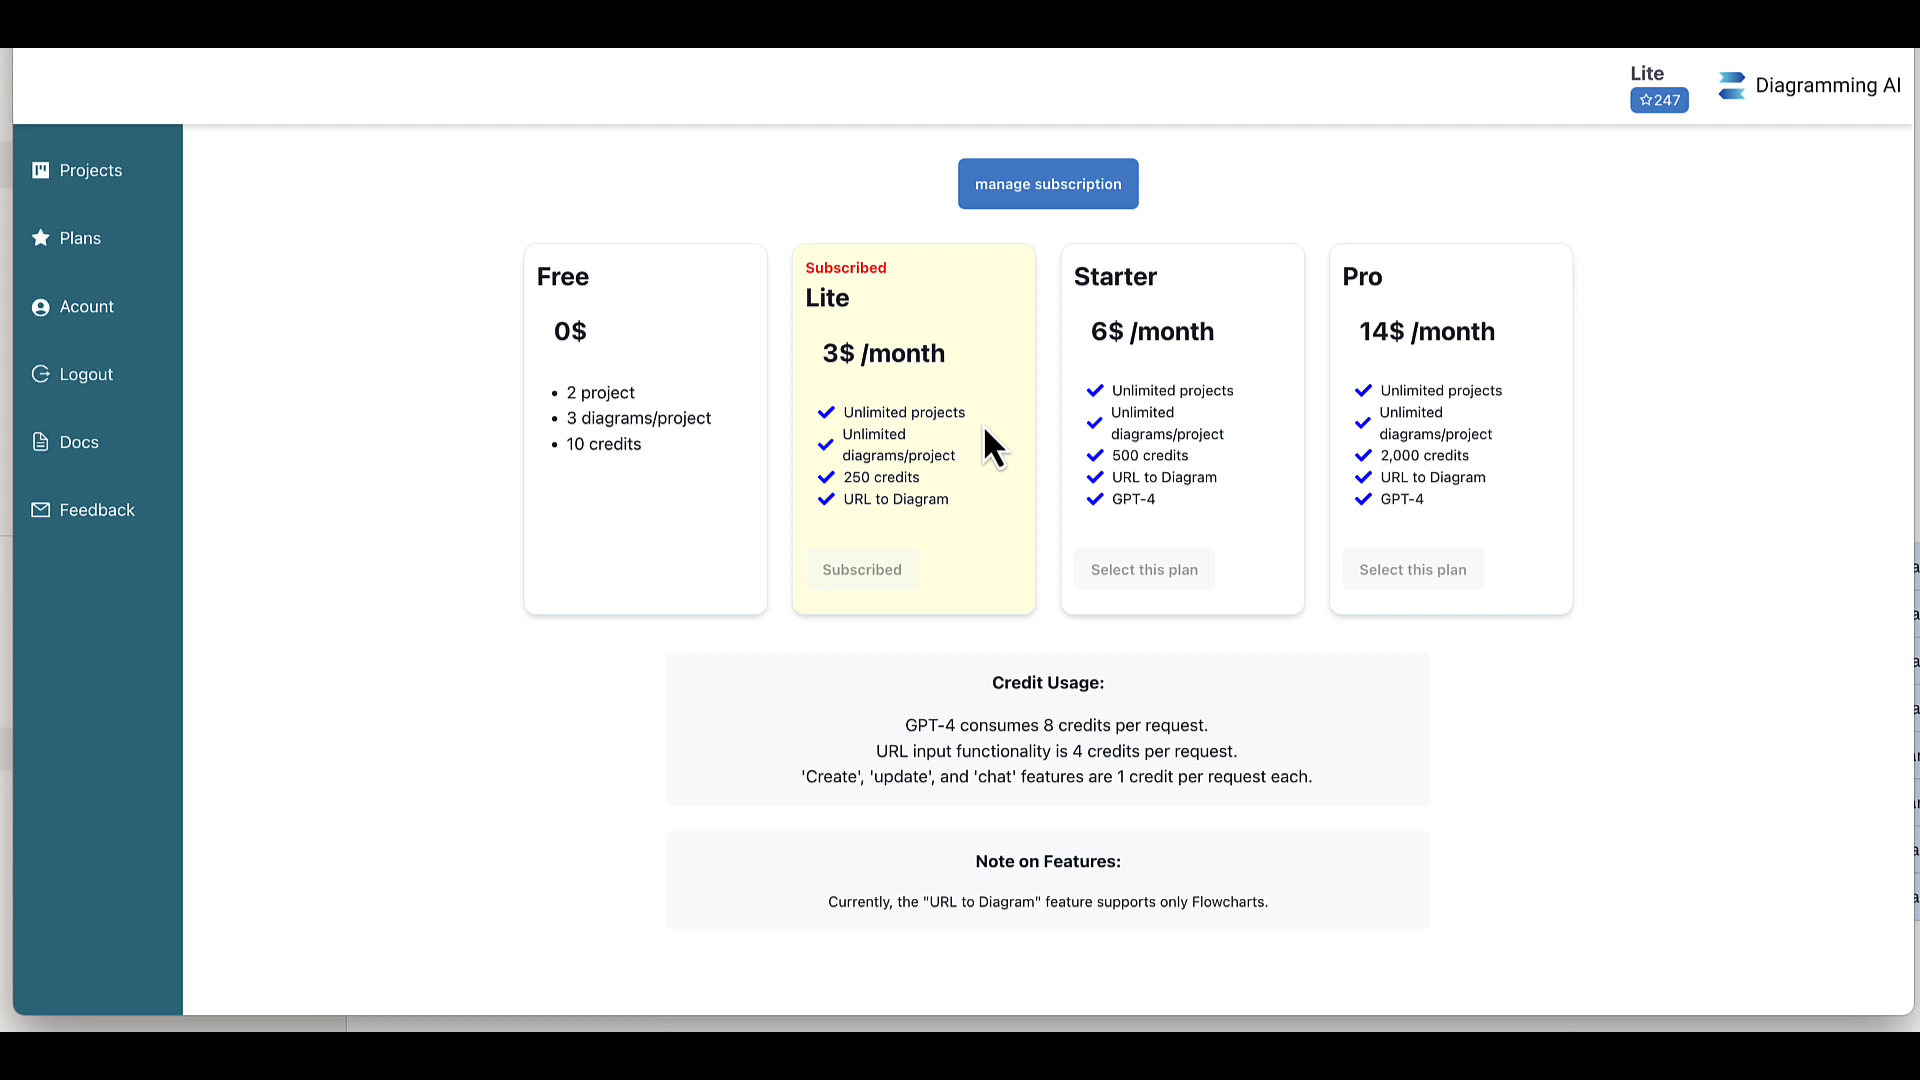 Lite
247
Diagramming AI
Projects
Plans
Acount
Logout
Docs
Feedback
manage subscription
Free
0$
2 project
3 diagrams/project
10 credits
Subscribed
Lite
3$ /month
Unlimited projects
Unlimited
diagrams/project
250 credits
URL to Diagram
Subscribed
Starter
6$ /month
Unlimited projects
Unlimited
diagrams/project
500 credits
URL to Diagram
GPT-4
Select this plan
Pro
14$ /month
Unlimited projects
Unlimited
diagrams/project
2,000 credits
URL to Diagram
GPT-4
Select this plan
Credit Usage:
GPT-4 consumes 8 credits per request.
URL input functionality is 4 credits per request.
'Create', 'update', and 'chat' features are 1 credit per request each.
Note on Features:
Currently, the "URL to Diagram" feature supports only Flowcharts.